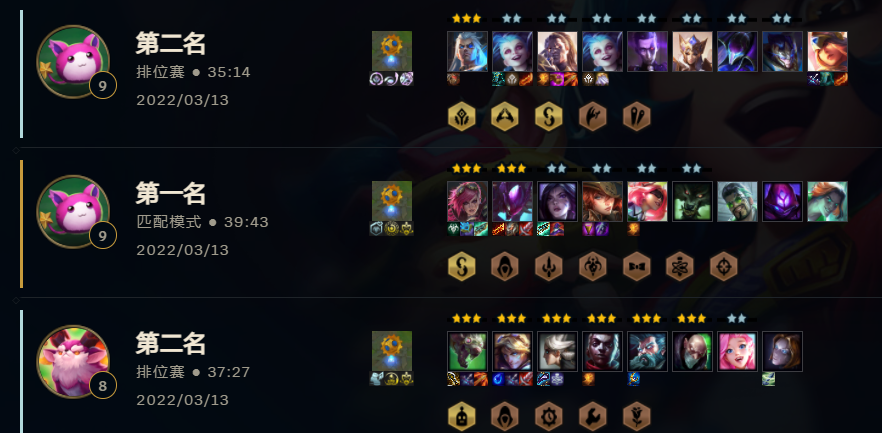 第二名
排位赛 ● 35:14
9
2022/03/13
第一名
匹配模式 ● 39:43
9
2022/03/13
第二名
排位赛 ● 37:27
8
2022/03/13